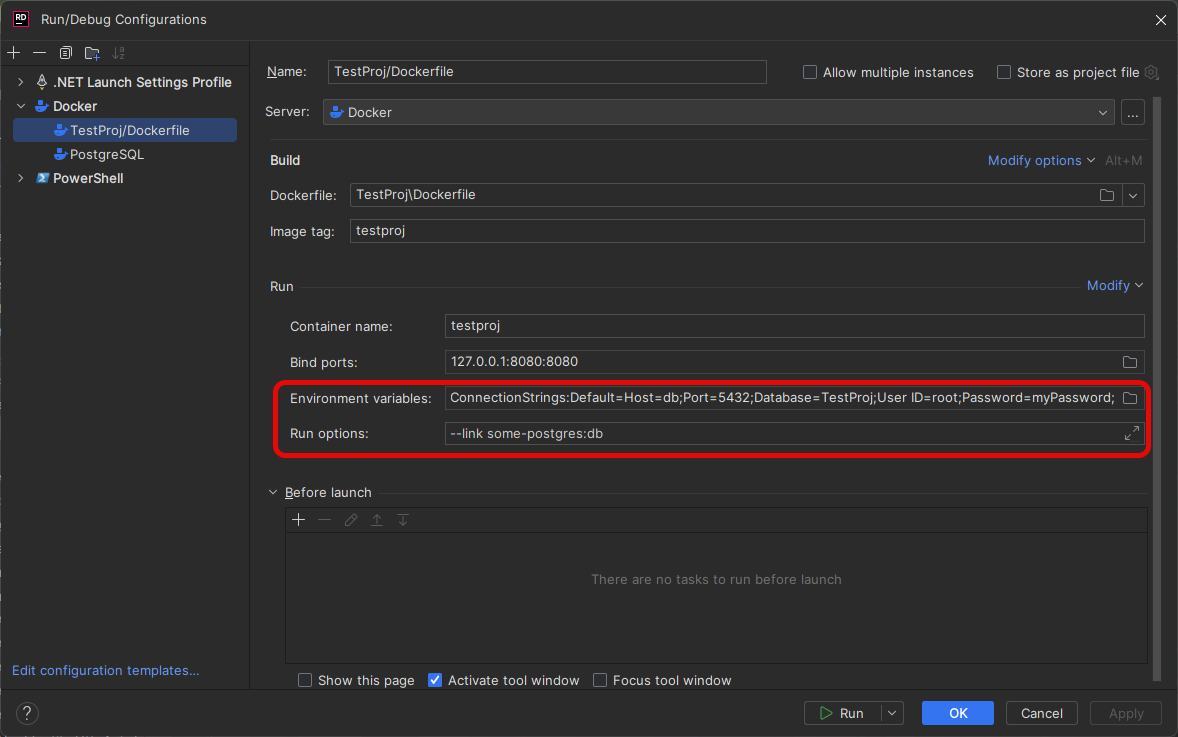 RD Run/Debug Configurations
.NET Launch Settings Profile
Docker
TestProj/Dockerfile
PostgreSQL
PowerShell
Edit configuration templates...
Name: TestProj/Dockerfile Allow multiple instances Store as project file
Server: Docker ...
Build Modify options Alt+M
Dockerfile: TestProj\Dockerfile
Image tag: testproj
Run Modify
Container name: testproj
Bind ports: 127.0.0.1:8080:8080
Environment variables: ConnectionStrings:Default=Host=db;Port=5432;Database=TestProj;User ID=root;Password=myPassword;
Run options: --link some-postgres:db
Before launch
There are no tasks to run before launch
Show this page Activate tool window Focus tool window
? Run OK Cancel Apply